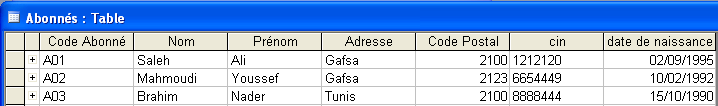 Abonnés : Table
Code Abonné Nom Prénom Adresse Code Postal cin date de naissance
+ A01 Saleh Ali Gafsa 2100 1212120 02/09/1995
+ A02 Mahmoudi Youssef Gafsa 2123 6654449 10/02/1992
+ A03 Brahim Nader Tunis 2100 8888444 15/10/1990